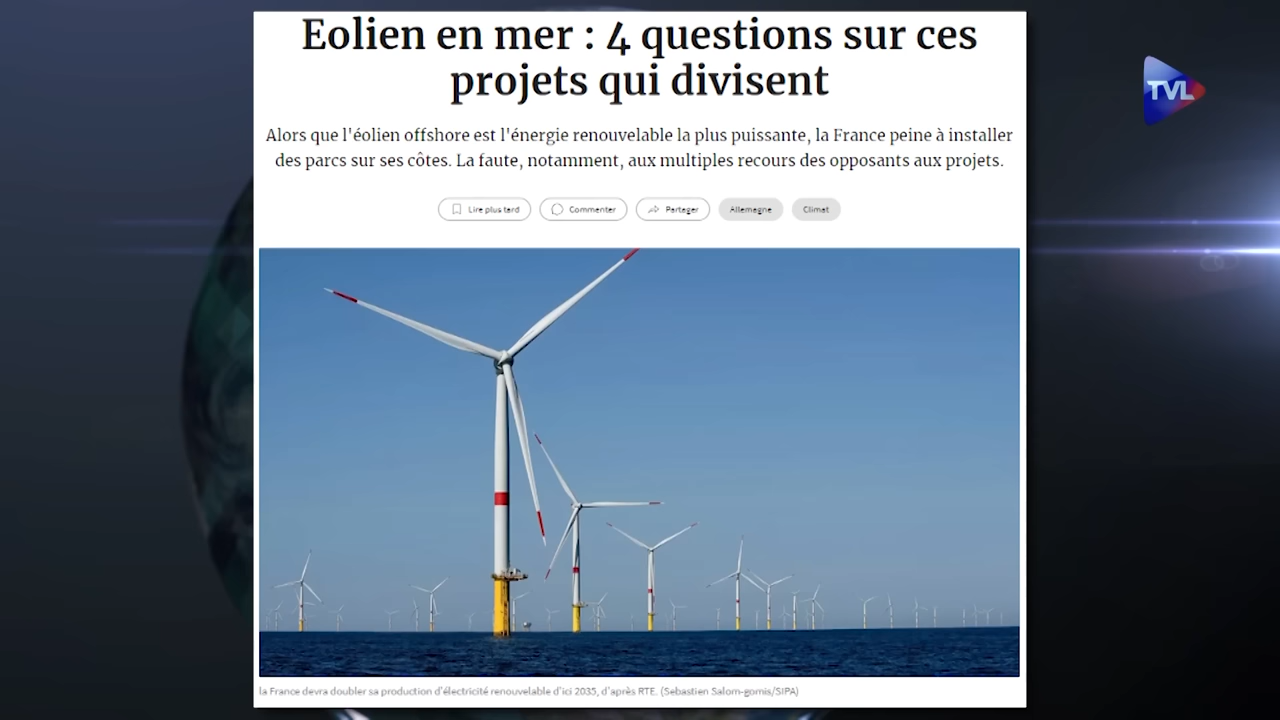 Eolien en mer : 4 questions sur ces
projets qui divisent
TVL
Alors que l'éolien offshore est l'énergie renouvelable la plus puissante, la France peine à installer
des parcs sur ses côtes. La faute, notamment, aux multiples recours des opposants aux projets.
Lire plus tard
Commenter
Partager
Allemagne
Climat
la France devra doubler sa production d'électricité renouvelable d'ici 2035, d'après RTE. (Sebastien Salom-gomis/SIPA)